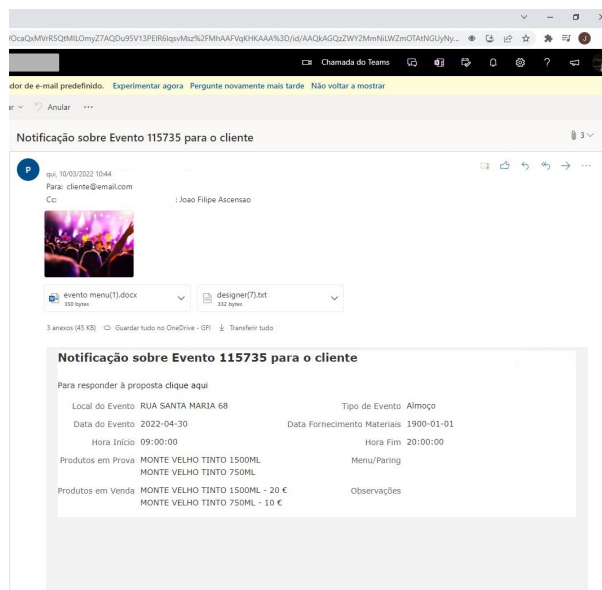 Chamada do Teams
dor de e-mail predefinido. Experimentar agora Pergunte novamente mais tarde Não voltar a mostrar
ar Anular ...
Notificação sobre Evento 115735 para o cliente
3
P
qui, 10/03/2022 10:44
Para: cliente@email.com
Cc: : Joao Filipe Ascensao
evento menu(1).docx
350 bytes
designer(7).txt
332 bytes
3 anexos (45 KB) Guardar tudo no OneDrive - GFI Transferir tudo
Notificação sobre Evento 115735 para o cliente
Para responder à proposta clique aqui
Local do Evento RUA SANTA MARIA 68 Tipo de Evento Almoço
Data do Evento 2022-04-30 Data Fornecimento Materiais 1900-01-01
Hora Início 09:00:00 Hora Fim 20:00:00
Produtos em Prova MONTE VELHO TINTO 1500ML Menu/Paring
MONTE VELHO TINTO 750ML
Produtos em Venda MONTE VELHO TINTO 1500ML - 20 € Observações
MONTE VELHO TINTO 750ML - 10 €